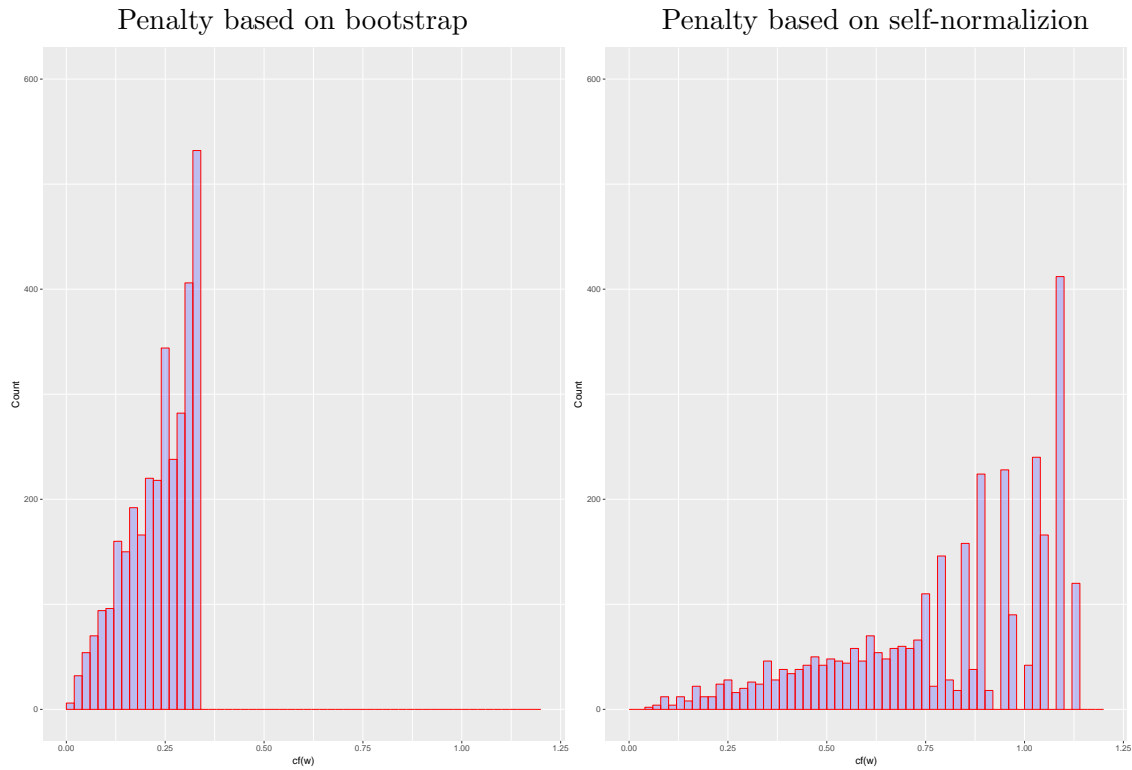 Penalty based on bootstrap
Penalty based on self-normalizion
600
400
200
0
Count
0.00 0.25 0.50 0.75 1.00 1.25
cf(w)
600
400
200
0
Count
0.00 0.25 0.50 0.75 1.00 1.25
cf(w)